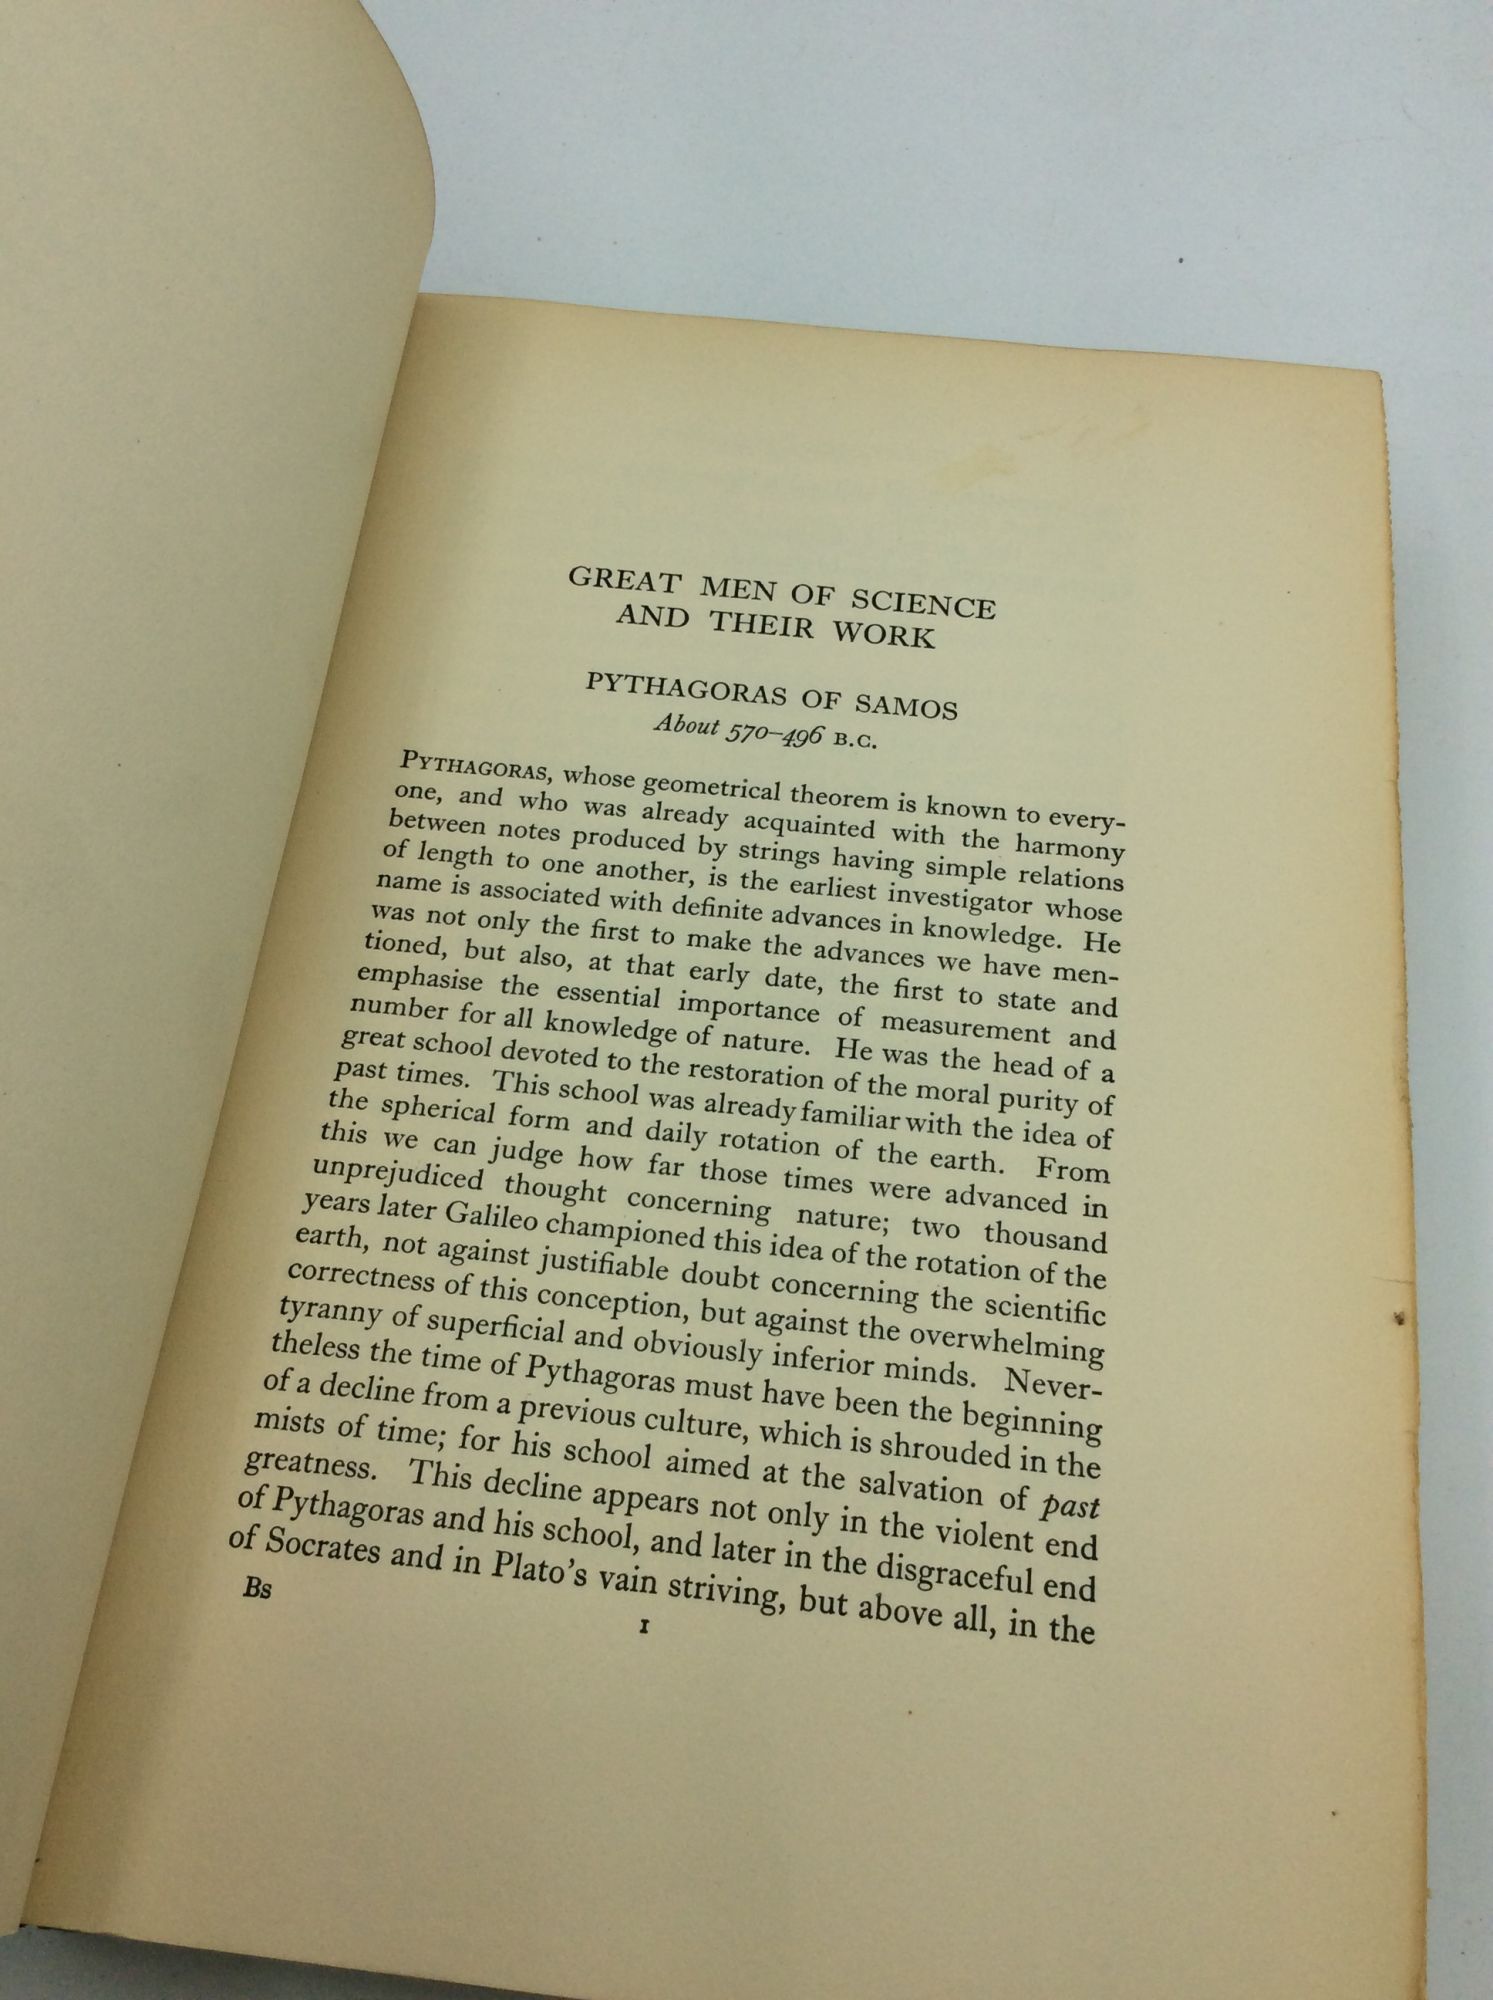 GREAT MEN OF SCIENCE
AND THEIR WORK
PYTHAGORAS OF SAMOS
About 570–496 B.C.
PYTHAGORAS, whose geometrical theorem is known to every-
one, and who was already acquainted with the harmony
between notes produced by strings having simple relations
of length to one another, is the earliest investigator whose
name is associated with definite advances in knowledge. He
was not only the first to make the advances we have men-
tioned, but also, at that early date, the first to state and
emphasise the essential importance of measurement and
number for all knowledge of nature. He was the head of a
great school devoted to the restoration of the moral purity of
past times. This school was already familiar with the idea of
the spherical form and daily rotation of the earth. From
this we can judge how far those times were advanced in
unprejudiced thought concerning nature; two thousand
years later Galileo championed this idea of the rotation of the
earth, not against justifiable doubt concerning the scientific
correctness of this conception, but against the overwhelming
tyranny of superficial and obviously inferior minds. Never-
theless the time of Pythagoras must have been the beginning
of a decline from a previous culture, which is shrouded in the
mists of time; for his school aimed at the salvation of past
greatness. This decline appears not only in the violent end
of Pythagoras and his school, and later in the disgraceful end
of Socrates and in Plato's vain striving, but above all, in the
Bs
1